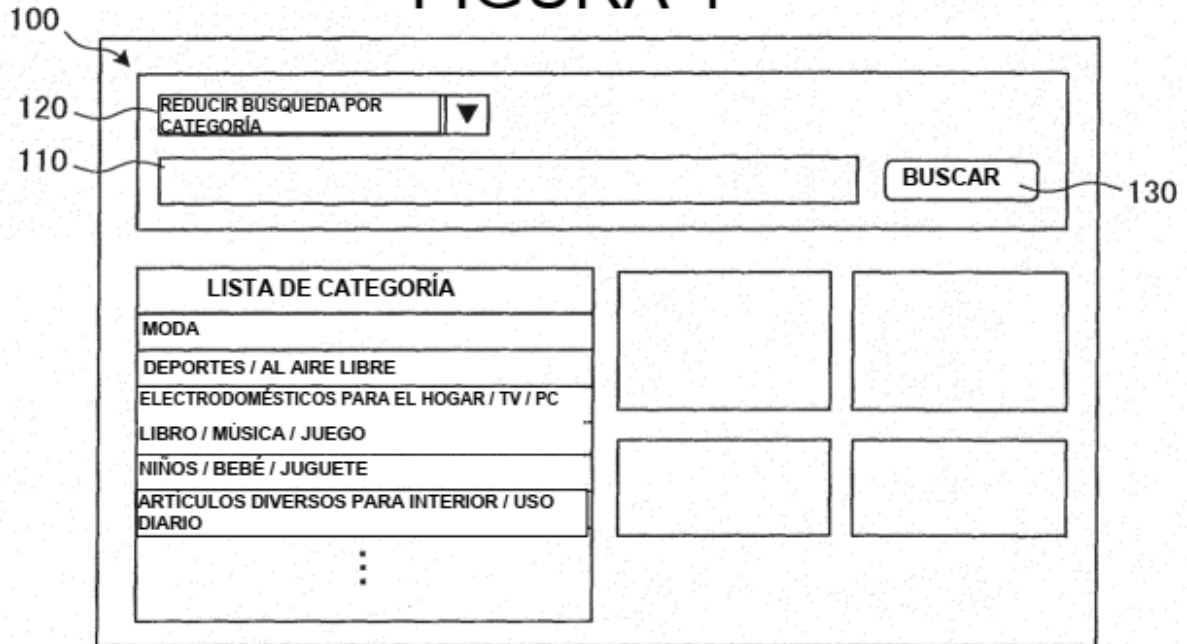 100
120
REDUCIR BÚSQUEDA POR
CATEGORÍA
▼
110
BUSCAR
130
LISTA DE CATEGORÍA
MODA
DEPORTES / AL AIRE LIBRE
ELECTRODOMÉSTICOS PARA EL HOGAR / TV / PC
LIBRO / MÚSICA / JUEGO
NIÑOS / BEBÉ / JUGUETE
ARTÍCULOS DIVERSOS PARA INTERIOR / USO
DIARIO
⋮